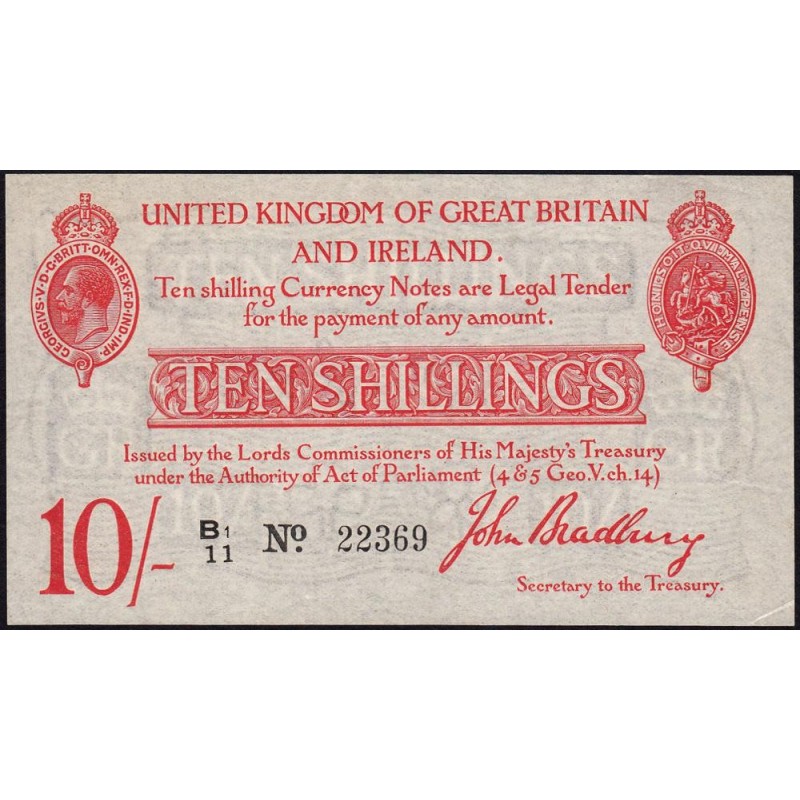 UNITED KINGDOM OF GREAT BRITAIN
AND IRELAND.
Ten shilling Currency Notes are Legal Tender
for the payment of any amount.
GEORGIVS·V·D·G·BRITT·OMN·REX·F·D·IND·IMP·
HONI·SOIT·QVI·MAL·Y·PENSE
TEN SHILLINGS
Issued by the Lords Commissioners of His Majesty's Treasury
under the Authority of Act of Parliament (4 & 5 Geo.V.ch.14)
10/- B1/11 No. 22369 John Bradbury
Secretary to the Treasury.